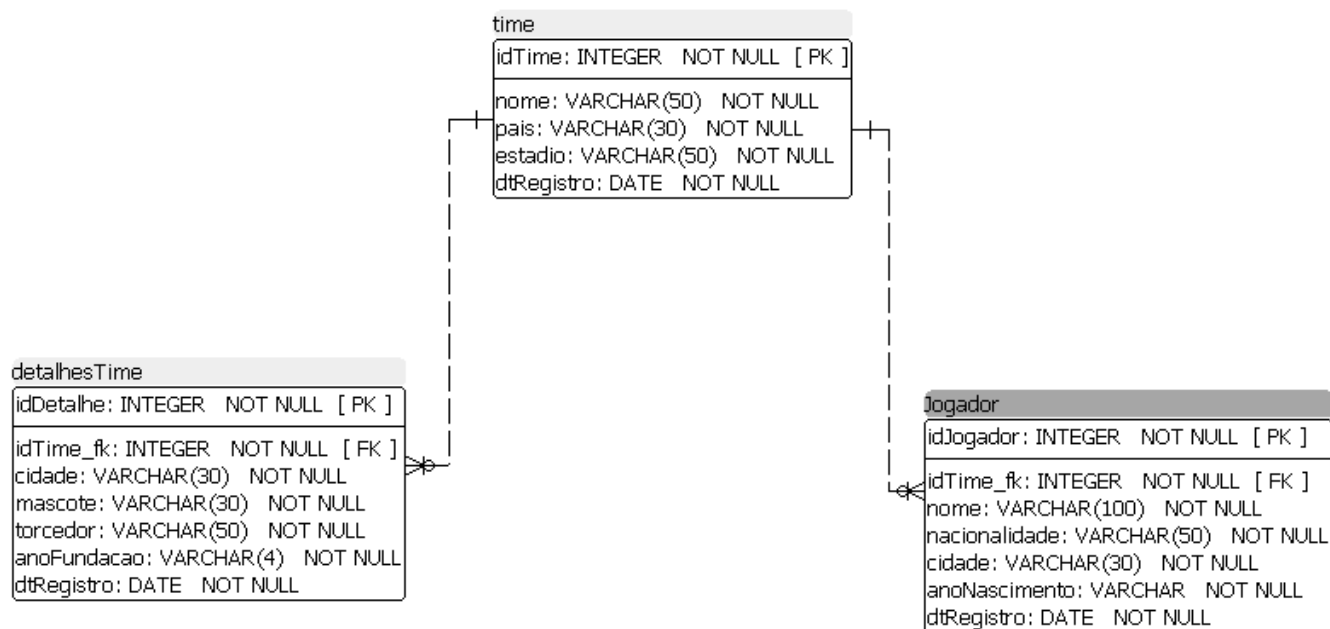 time
idTime: INTEGER NOT NULL [ PK ]
nome: VARCHAR(50) NOT NULL
pais: VARCHAR(30) NOT NULL
estadio: VARCHAR(50) NOT NULL
dtRegistro: DATE NOT NULL
detalhesTime
idDetalhe: INTEGER NOT NULL [ PK ]
idTime_fk: INTEGER NOT NULL [ FK ]
cidade: VARCHAR(30) NOT NULL
mascote: VARCHAR(30) NOT NULL
torcedor: VARCHAR(50) NOT NULL
anoFundacao: VARCHAR(4) NOT NULL
dtRegistro: DATE NOT NULL
Jogador
idJogador: INTEGER NOT NULL [ PK ]
idTime_fk: INTEGER NOT NULL [ FK ]
nome: VARCHAR(100) NOT NULL
nacionalidade: VARCHAR(50) NOT NULL
cidade: VARCHAR(30) NOT NULL
anoNascimento: VARCHAR NOT NULL
dtRegistro: DATE NOT NULL